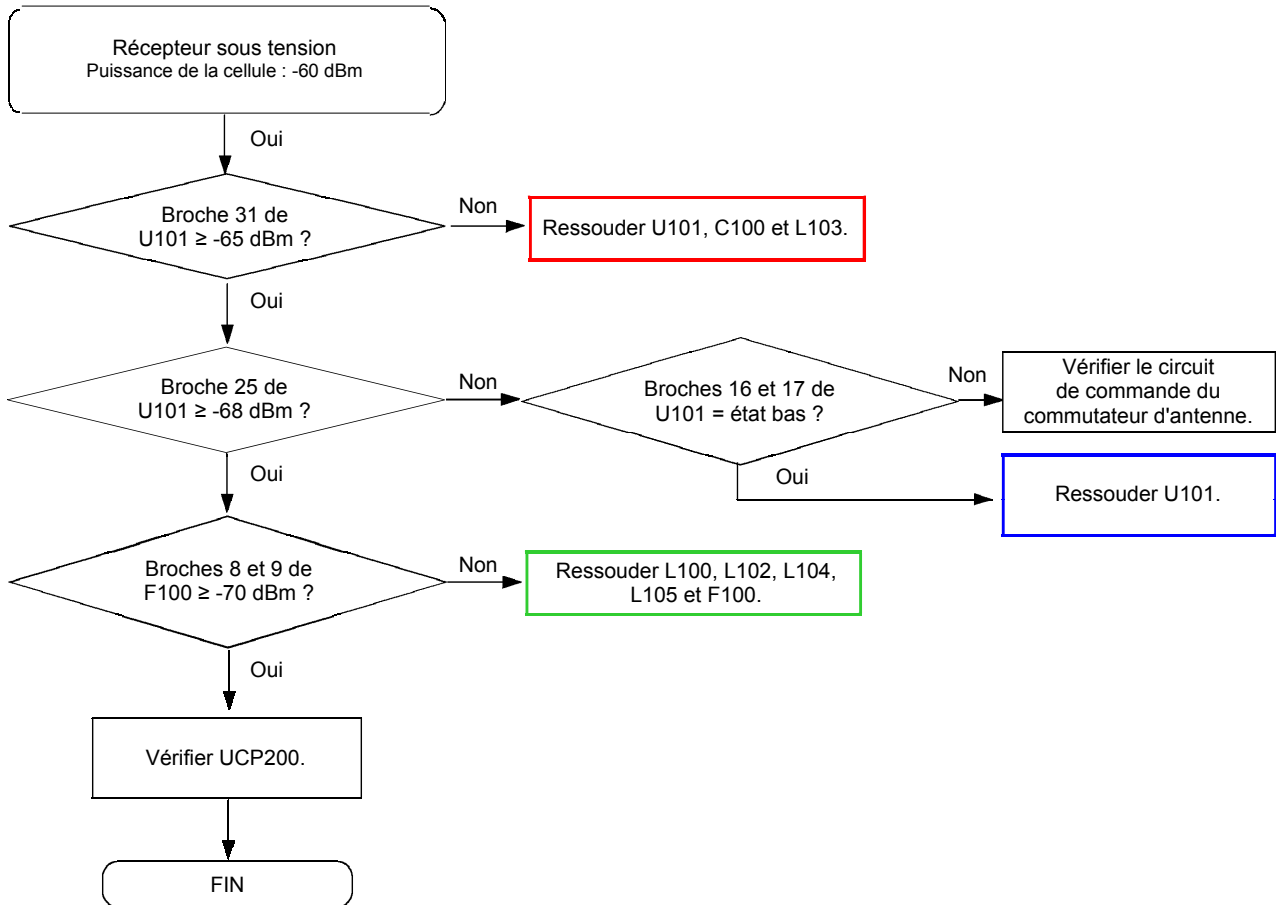 Récepteur sous tension
Puissance de la cellule : -60 dBm
Oui
Broche 31 de
U101 ≥ -65 dBm ?
Non
Ressouder U101, C100 et L103.
Oui
Broche 25 de
U101 ≥ -68 dBm ?
Non
Broches 16 et 17 de
U101 = état bas ?
Non
Vérifier le circuit
de commande du
commutateur d'antenne.
Oui
Ressouder U101.
Oui
Broches 8 et 9 de
F100 ≥ -70 dBm ?
Non
Ressouder L100, L102, L104,
L105 et F100.
Oui
Vérifier UCP200.
FIN